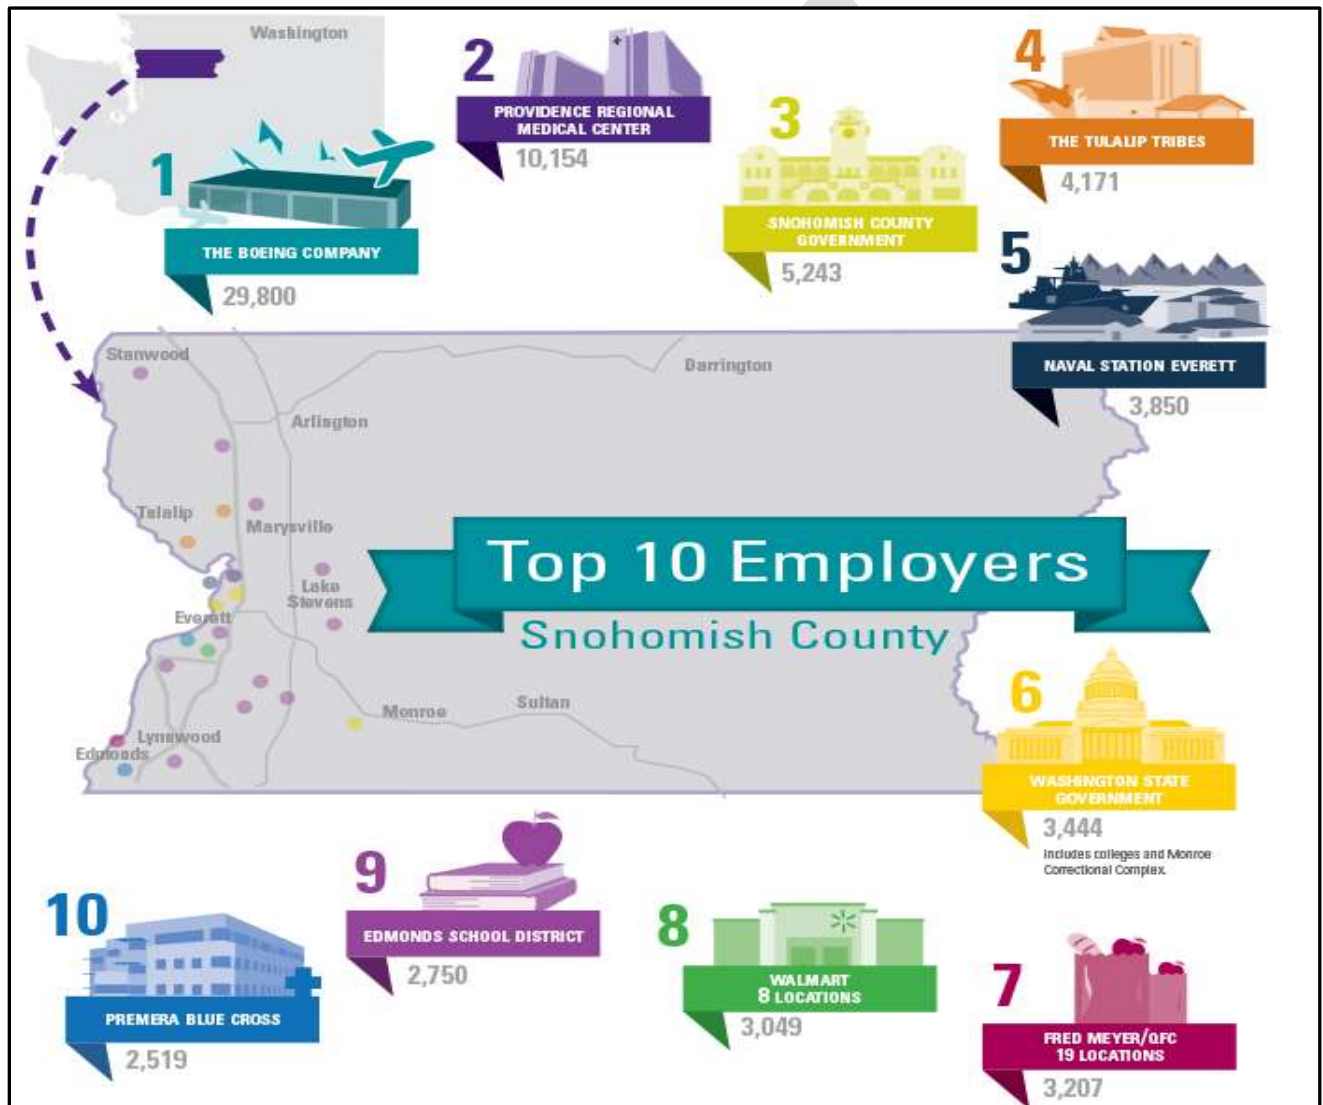 Washington
1
THE BOEING COMPANY
29,800
2
PROVIDENCE REGIONAL
MEDICAL CENTER
10,154
3
SNOHOMISH COUNTY
GOVERNMENT
5,243
4
THE TULALIP TRIBES
4,171
5
NAVAL STATION EVERETT
3,850
Stanwood
Darrington
Arlington
Tulalip
Marysville
Lake
Stevens
Everett
Monroe
Sultan
Lynnwood
Edmonds
Top 10 Employers
Snohomish County
6
WASHINGTON STATE
GOVERNMENT
3,444
Includes colleges and Monroe
Correctional Complex.
10
PREMERA BLUE CROSS
2,519
9
EDMONDS SCHOOL DISTRICT
2,750
8
WALMART
8 LOCATIONS
3,049
7
FRED MEYER/QFC
19 LOCATIONS
3,207